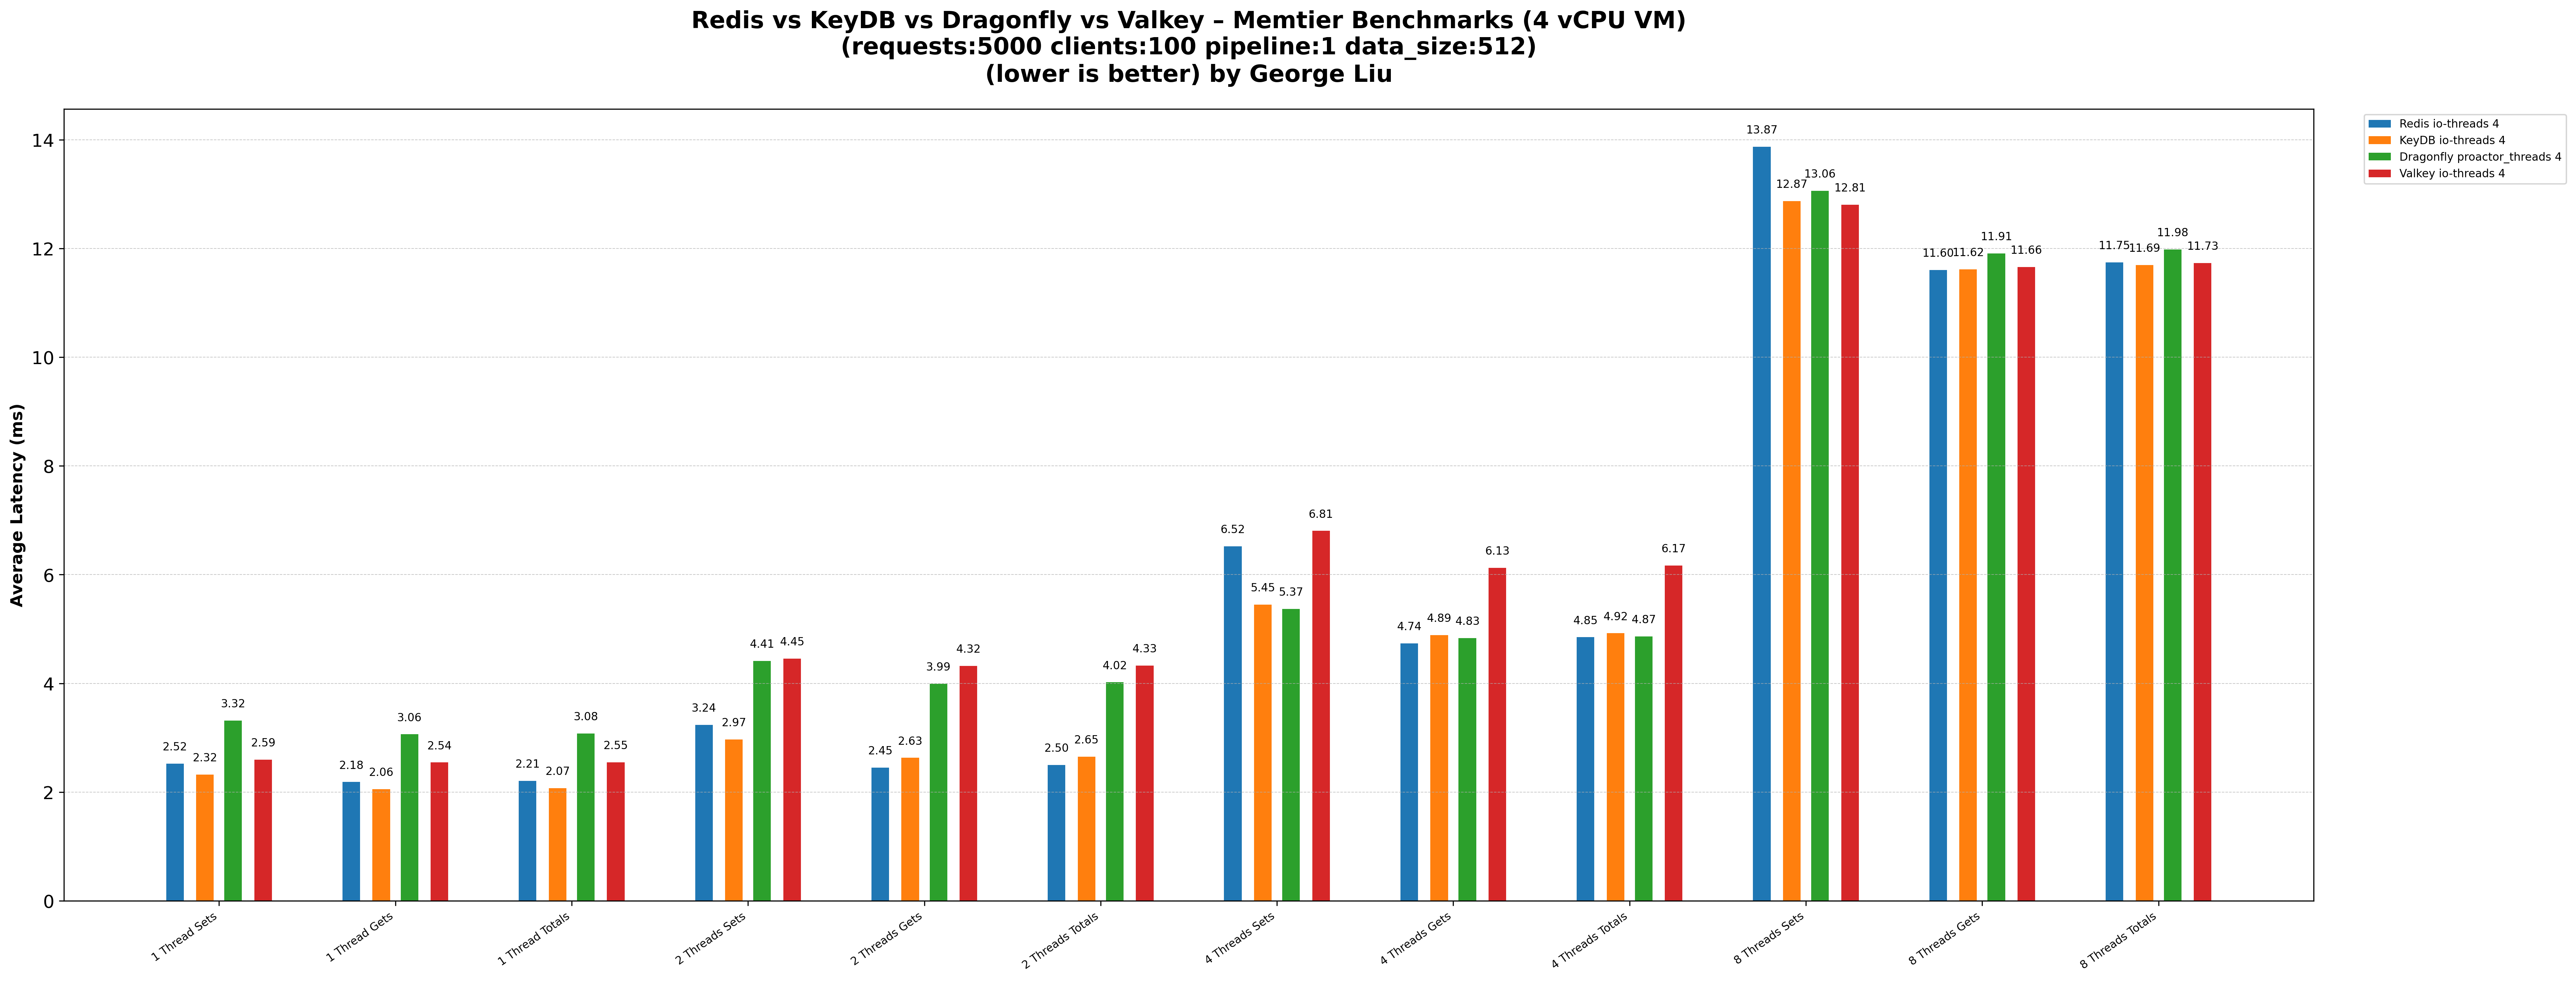 Redis vs KeyDB vs Dragonfly vs Valkey – Memtier Benchmarks (4 vCPU VM)
(requests:5000 clients:100 pipeline:1 data_size:512)
(lower is better) by George Liu
Redis io-threads 4
KeyDB io-threads 4
Dragonfly proactor_threads 4
Valkey io-threads 4
Average Latency (ms)
14
12
10
8
6
4
2
0
2.52 2.32 3.32 2.59
2.18 2.06 3.06 2.54
2.21 2.07 3.08 2.55
3.24 2.97 4.41 4.45
2.45 2.63 3.99 4.32
2.50 2.65 4.02 4.33
6.52 5.45 5.37 6.81
4.74 4.89 4.83 6.13
4.85 4.92 4.87 6.17
13.87 12.87 13.06 12.81
11.60 11.62 11.91 11.66
11.75 11.69 11.98 11.73
1 Thread Sets
1 Thread Gets
1 Thread Totals
2 Threads Sets
2 Threads Gets
2 Threads Totals
4 Threads Sets
4 Threads Gets
4 Threads Totals
8 Threads Sets
8 Threads Gets
8 Threads Totals